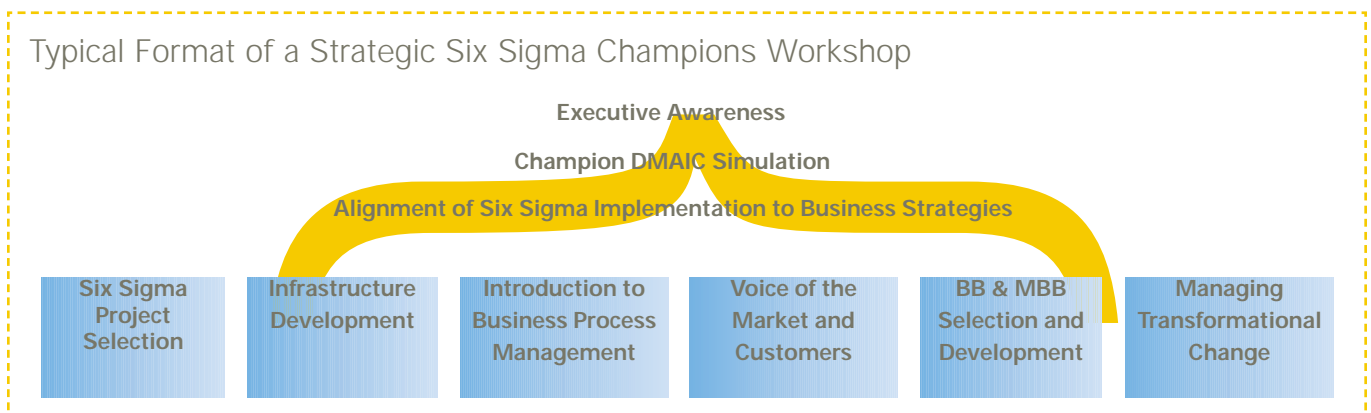 Typical Format of a Strategic Six Sigma Champions Workshop
Executive Awareness
Champion DMAIC Simulation
Alignment of Six Sigma Implementation to Business Strategies
Six Sigma
Project
Selection
Infrastructure
Development
Introduction to
Business Process
Management
Voice of the
Market and
Customers
BB & MBB
Selection and
Development
Managing
Transformational
Change